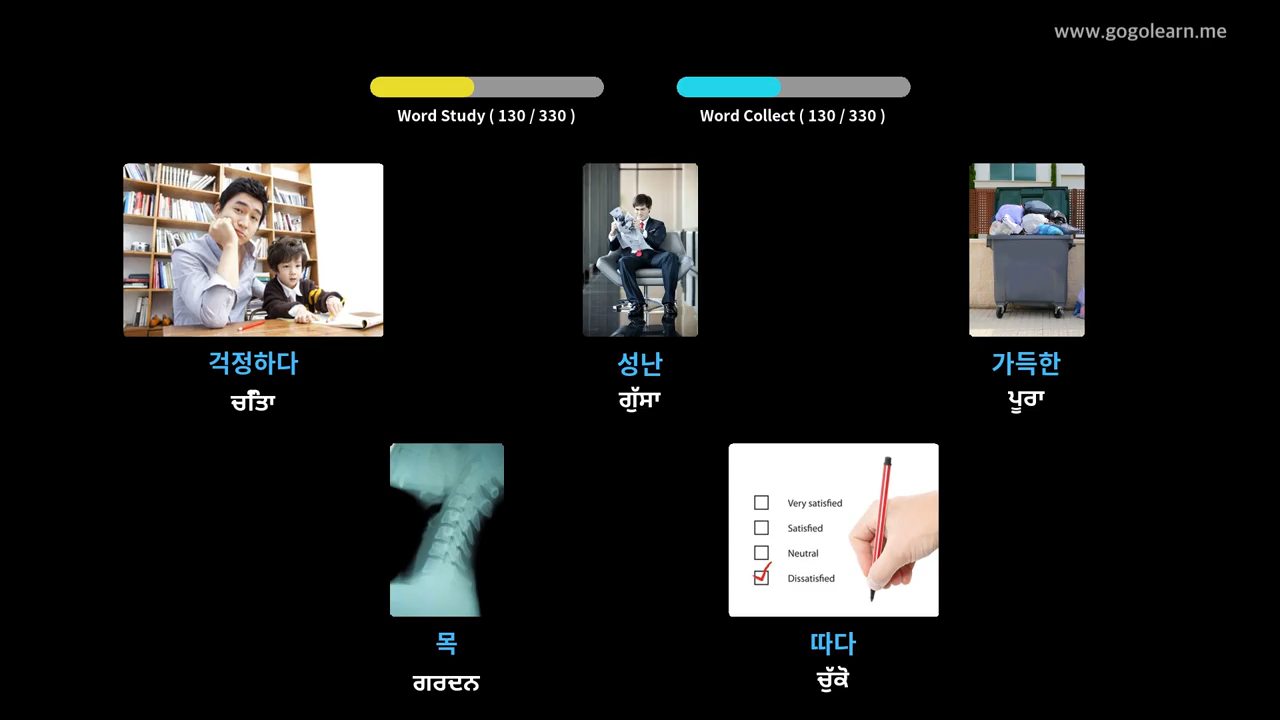 www.gogolearn.me
Word Study ( 130 / 330 )
Word Collect ( 130 / 330 )
걱정하다
ਚਿੰਤਾ
성난
ਗੁੱਸਾ
가득한
ਪੂਰਾ
Very satisfied
Satisfied
Neutral
Dissatisfied
목
ਗਰਦਨ
따다
ਚੁੱਕੋ